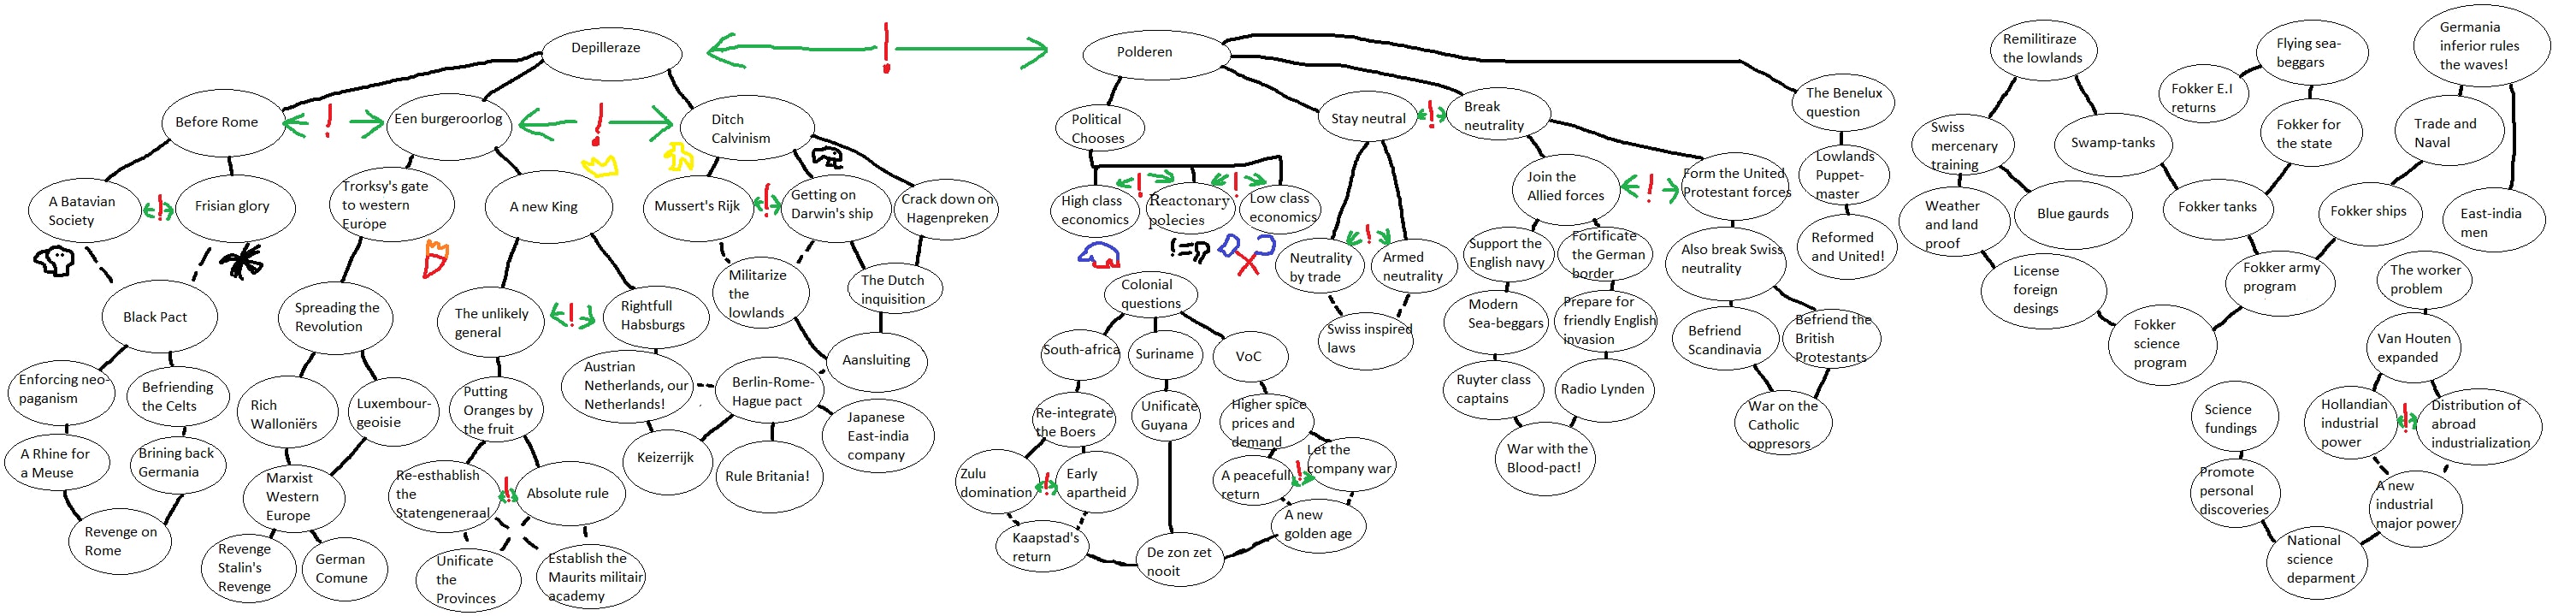 Depilleraze
Before Rome
Een burgeroorlog
Ditch
Calvinism
A Batavian
Society
Frisian glory
Trorksy's gate
to western
Europe
A new King
Mussert's Rijk
Getting on
Darwin's ship
Crack down on
Hagenpreken
Black Pact
Spreading the
Revolution
The unlikely
general
Rightfull
Habsburgs
Militarize
the
lowlands
The Dutch
inquisition
Enforcing neo-
paganism
Befriending
the Celts
Rich
Walloniërs
Luxembour-
geoisie
Putting
Oranges by
the fruit
Austrian
Netherlands, our
Netherlands!
Berlin-Rome-
Hague pact
Aansluiting
A Rhine for
a Meuse
Brining back
Germania
Marxist
Western
Europe
Re-esthablish
the
Statengeneraal
Absolute rule
Keizerrijk
Rule Britania!
Japanese
East-india
company
Revenge on
Rome
Revenge
Stalin's
Revenge
German
Comune
Unificate
the
Provinces
Establish the
Maurits militair
academy
Polderen
Political
Chooses
Stay neutral
Break
neutrality
The Benelux
question
High class
economics
Reactonary
polecies
Low class
economics
!=
Neutrality
by trade
Armed
neutrality
Swiss inspired
laws
Join the
Allied forces
Form the United
Protestant forces
Lowlands
Puppet-
master
Reformed
and United!
Support the
English navy
Fortificate
the German
border
Also break Swiss
neutrality
Modern
Sea-beggars
Prepare for
friendly English
invasion
Befriend
Scandinavia
Befriend the
British
Protestants
Ruyter class
captains
Radio Lynden
War on the
Catholic
oppresors
War with the
Blood-pact!
Colonial
questions
South-africa
Suriname
VoC
Re-integrate
the Boers
Unificate
Guyana
Higher spice
prices and
demand
Zulu
domination
Early
apartheid
A peacefull
return
Let the
company war
Kaapstad's
return
De zon zet
nooit
A new
golden age
Remilitiraze
the lowlands
Flying sea-
beggars
Germania
inferior rules
the waves!
Fokker E.I
returns
Swiss
mercenary
training
Swamp-tanks
Fokker for
the state
Trade and
Naval
Weather
and land
proof
Blue gaurds
Fokker tanks
Fokker ships
East-india
men
License
foreign
desings
Fokker army
program
Fokker
science
program
The worker
problem
Van Houten
expanded
Science
fundings
Hollandian
industrial
power
Distribution of
abroad
industrialization
Promote
personal
discoveries
A new
industrial
major power
National
science
deparment